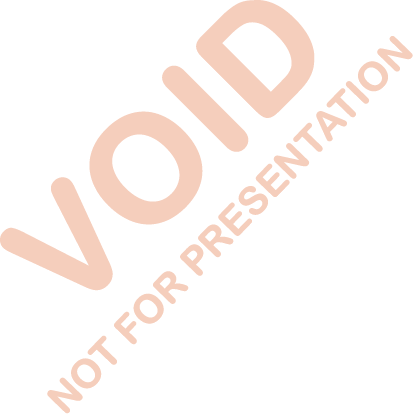 VOID
NOT FOR PRESENTATION